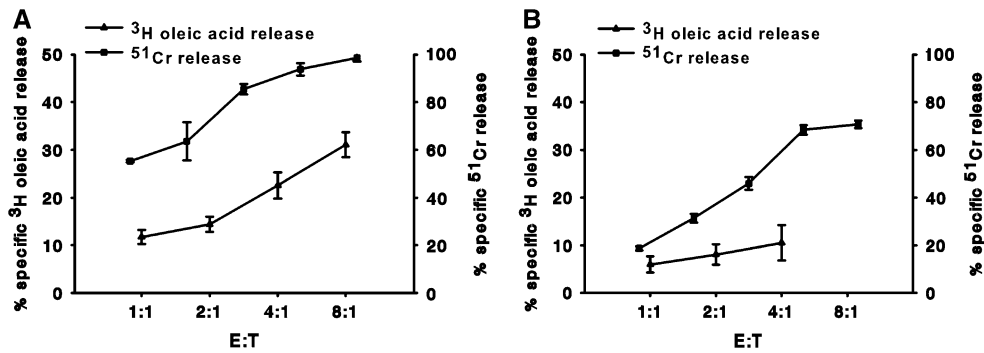 A
³H oleic acid release
⁵¹Cr release
% specific ³H oleic acid release
50
40
30
20
10
0
100
80
60
40
20
0
% specific ⁵¹Cr release
1:1 2:1 4:1 8:1
E:T
B
³H oleic acid release
⁵¹Cr release
% specific ³H oleic acid release
50
40
30
20
10
0
100
80
60
40
20
0
% specific ⁵¹Cr release
1:1 2:1 4:1 8:1
E:T